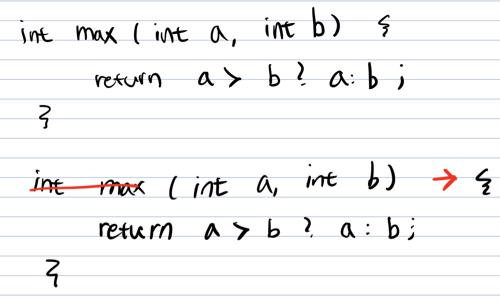 int max (int a, int b) {
return a > b ? a : b ;
}
int max (int a, int b) → {
return a > b ? a : b ;
}